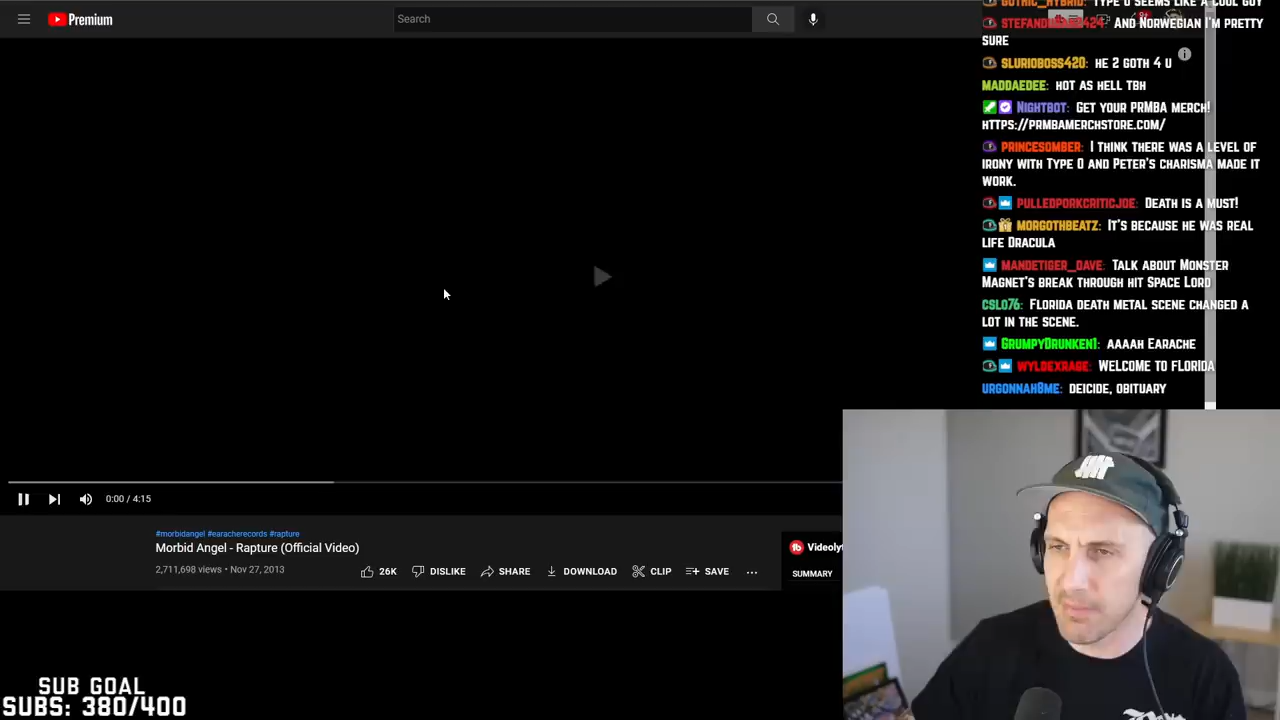 Premium
Search
TYPE O SEEMS LIKE A COOL GUY
AND NORWEGIAN I'M PRETTY
SURE
SLURIOBOSS420: HE 2 GOTH 4 U
MADDAEDEE: HOT AS HELL TBH
NIGHTBOT: GET YOUR PRMBA MERCH!
HTTPS://PRMBAMERCHSTORE.COM/
PRINCESOMBER: I THINK THERE WAS A LEVEL OF
IRONY WITH TYPE O AND PETER'S CHARISMA MADE IT
WORK.
PULLEDPORKCRITICJOE: DEATH IS A MUST!
MORGOTHBEATZ: IT'S BECAUSE HE WAS REAL
LIFE DRACULA
MANDETIGER_DAVE: TALK ABOUT MONSTER
MAGNET'S BREAK THROUGH HIT SPACE LORD
CSLO76: FLORIDA DEATH METAL SCENE CHANGED A
LOT IN THE SCENE.
GRUMPYDRUNKEN1: AAAAH EARACHE
WYLDEXRAGE: WELCOME TO FLORIDA
URGONNAH8ME: DEICIDE, OBITUARY
0:00 / 4:15
#morbidangel #earacherecords #rapture
Morbid Angel - Rapture (Official Video)
2,711,698 views • Nov 27, 2013
26K DISLIKE SHARE DOWNLOAD CLIP SAVE ...
Videolyt
SUMMARY
SUB GOAL
SUBS: 380/400